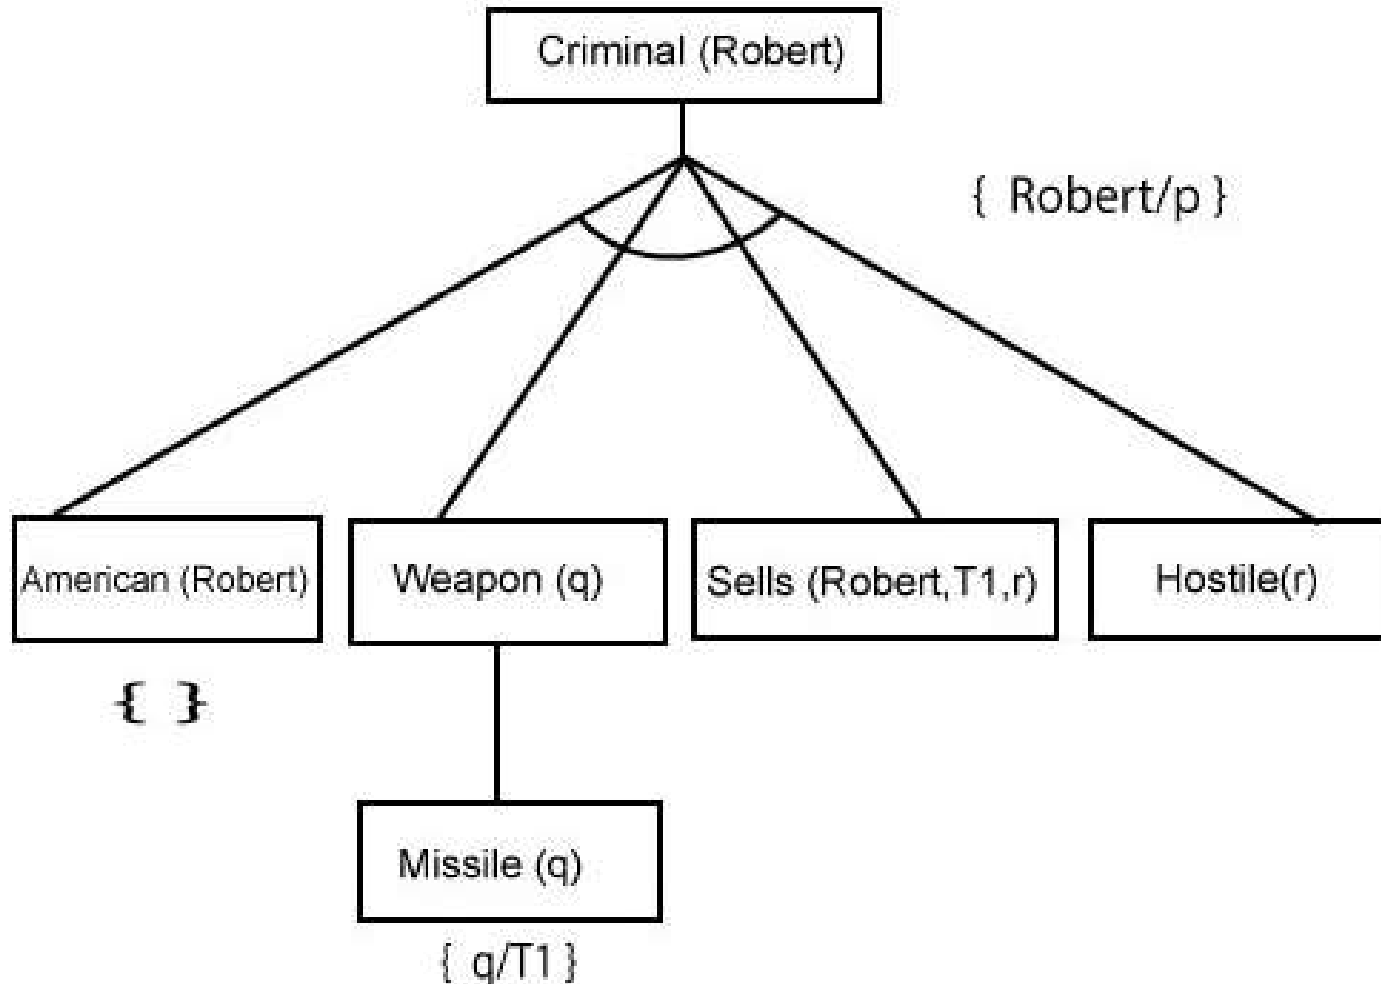 Criminal (Robert)
{ Robert/p }
American (Robert)
Weapon (q)
Sells (Robert,T1,r)
Hostile(r)
{ }
Missile (q)
{ q/T1 }